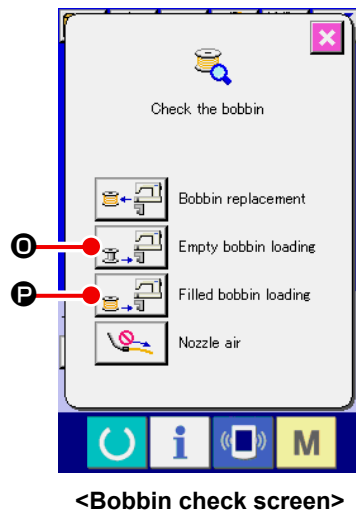 Check the bobbin
Bobbin replacement
O
Empty bobbin loading
P
Filled bobbin loading
Nozzle air
i
M
<Bobbin check screen>